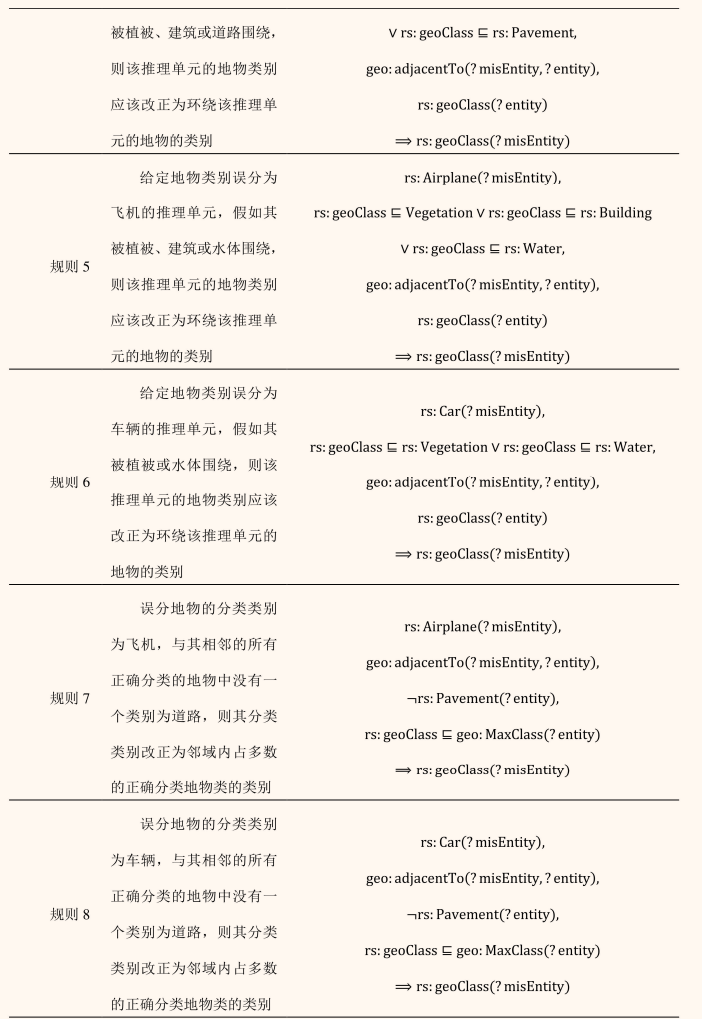 被植被、建筑或道路围绕，
则该推理单元的地物类别
应该改正为环绕该推理单
元的地物的类别
∨ rs: geoClass ⊑ rs: Pavement,
geo: adjacentTo(? misEntity, ? entity),
rs: geoClass(? entity)
⟹ rs: geoClass(? misEntity)
规则 5
给定地物类别误分为
飞机的推理单元，假如其
被植被、建筑或水体围绕，
则该推理单元的地物类别
应该改正为环绕该推理单
元的地物的类别
rs: Airplane(? misEntity),
rs: geoClass ⊑ Vegetation ∨ rs: geoClass ⊑ rs: Building
∨ rs: geoClass ⊑ rs: Water,
geo: adjacentTo(? misEntity, ? entity),
rs: geoClass(? entity)
⟹ rs: geoClass(? misEntity)
规则 6
给定地物类别误分为
车辆的推理单元，假如其
被植被或水体围绕，则该
推理单元的地物类别应该
改正为环绕该推理单元的
地物的类别
rs: Car(? misEntity),
rs: geoClass ⊑ rs: Vegetation ∨ rs: geoClass ⊑ rs: Water,
geo: adjacentTo(? misEntity, ? entity),
rs: geoClass(? entity)
⟹ rs: geoClass(? misEntity)
规则 7
误分地物的分类类别
为飞机，与其相邻的所有
正确分类的地物中没有一
个类别为道路，则其分类
类别改正为邻域内占多数
的正确分类地物类的类别
rs: Airplane(? misEntity),
geo: adjacentTo(? misEntity, ? entity),
¬rs: Pavement(? entity),
rs: geoClass ⊑ geo: MaxClass(? entity)
⟹ rs: geoClass(? misEntity)
规则 8
误分地物的分类类别
为车辆，与其相邻的所有
正确分类的地物中没有一
个类别为道路，则其分类
类别改正为邻域内占多数
的正确分类地物类的类别
rs: Car(? misEntity),
geo: adjacentTo(? misEntity, ? entity),
¬rs: Pavement(? entity),
rs: geoClass ⊑ geo: MaxClass(? entity)
⟹ rs: geoClass(? misEntity)